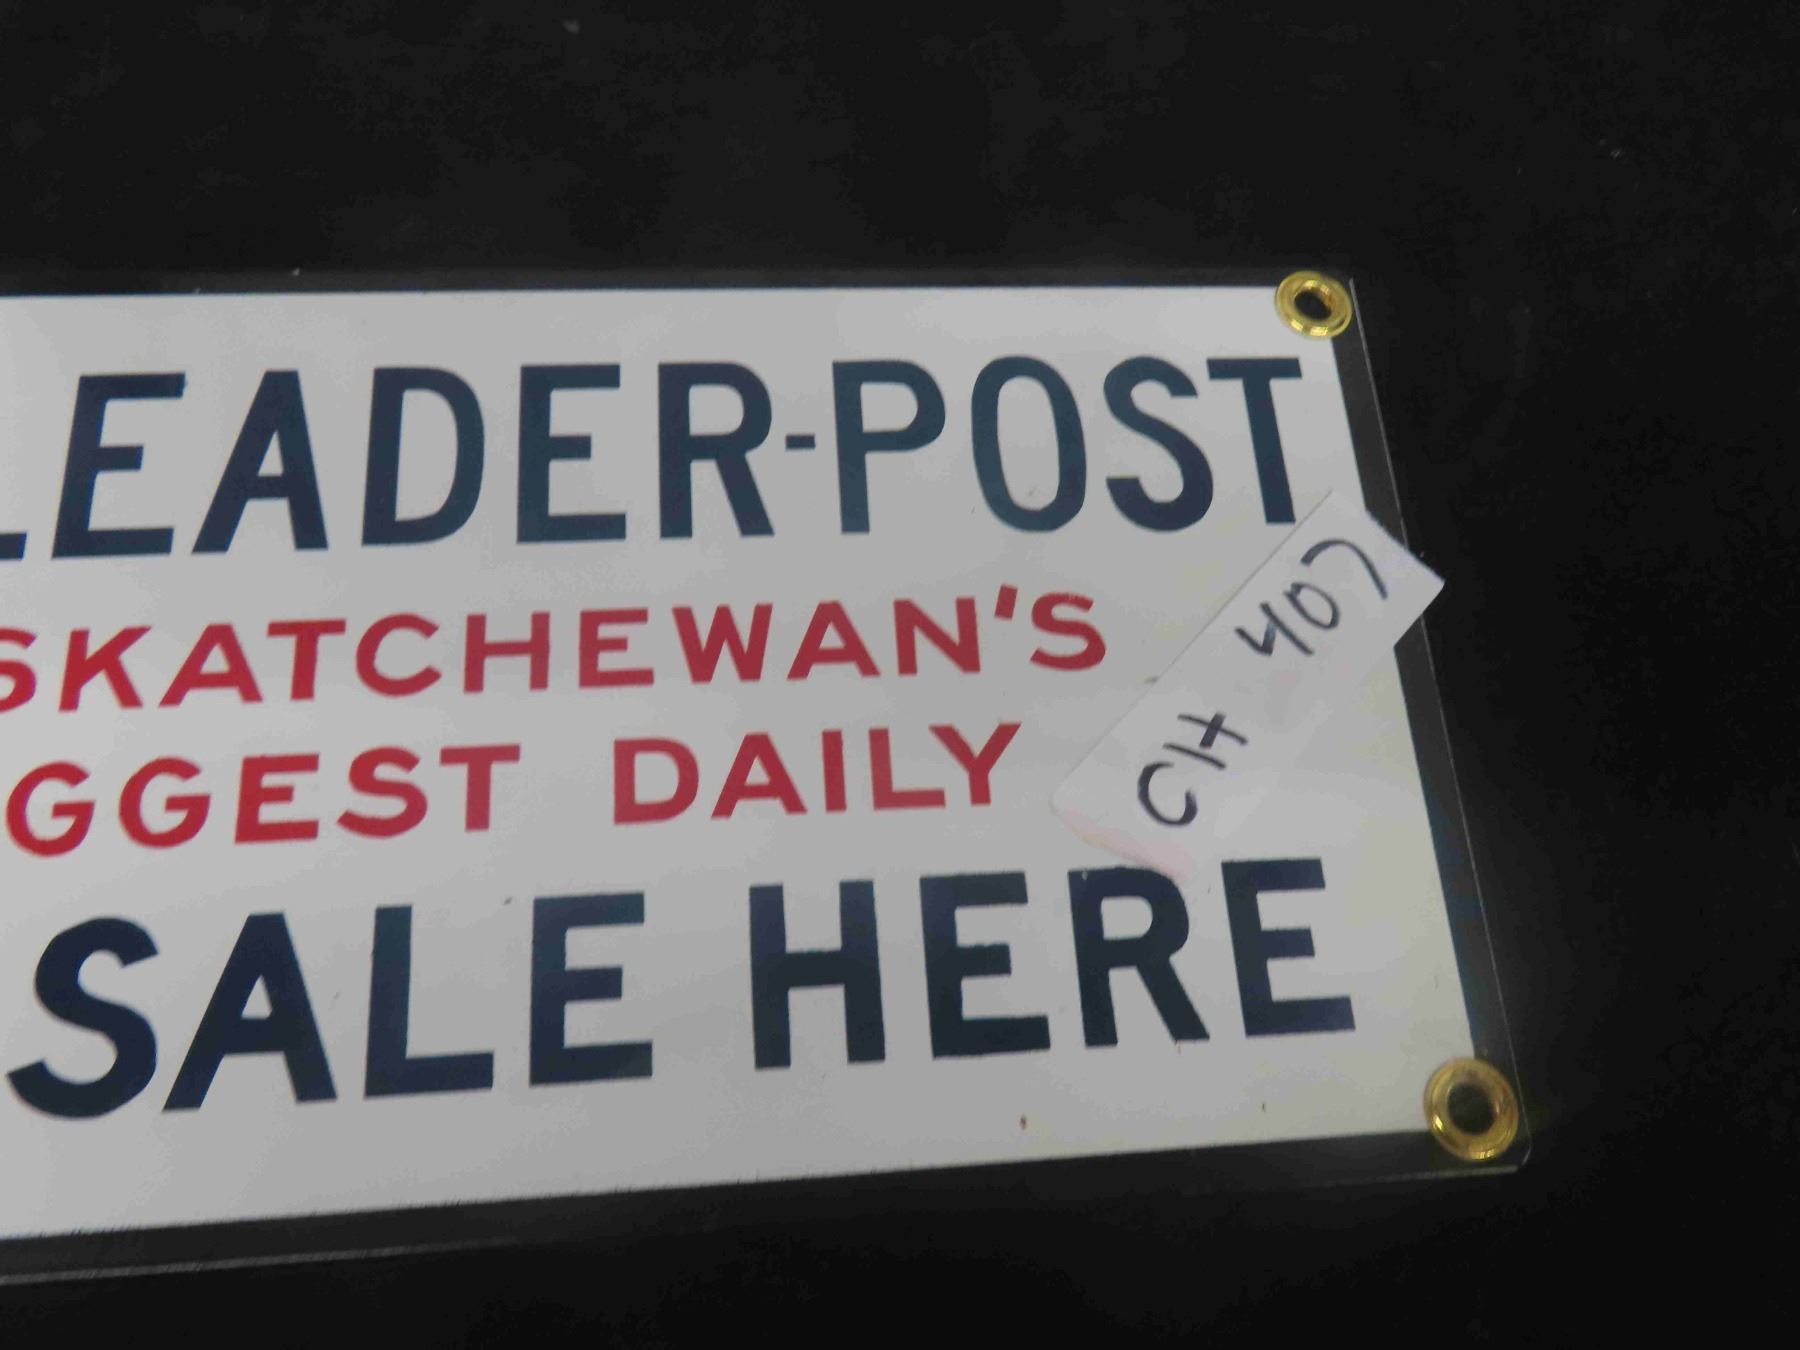 LEADER-POST
SKATCHEWAN'S
GGEST DAILY
SALE HERE
CH 407